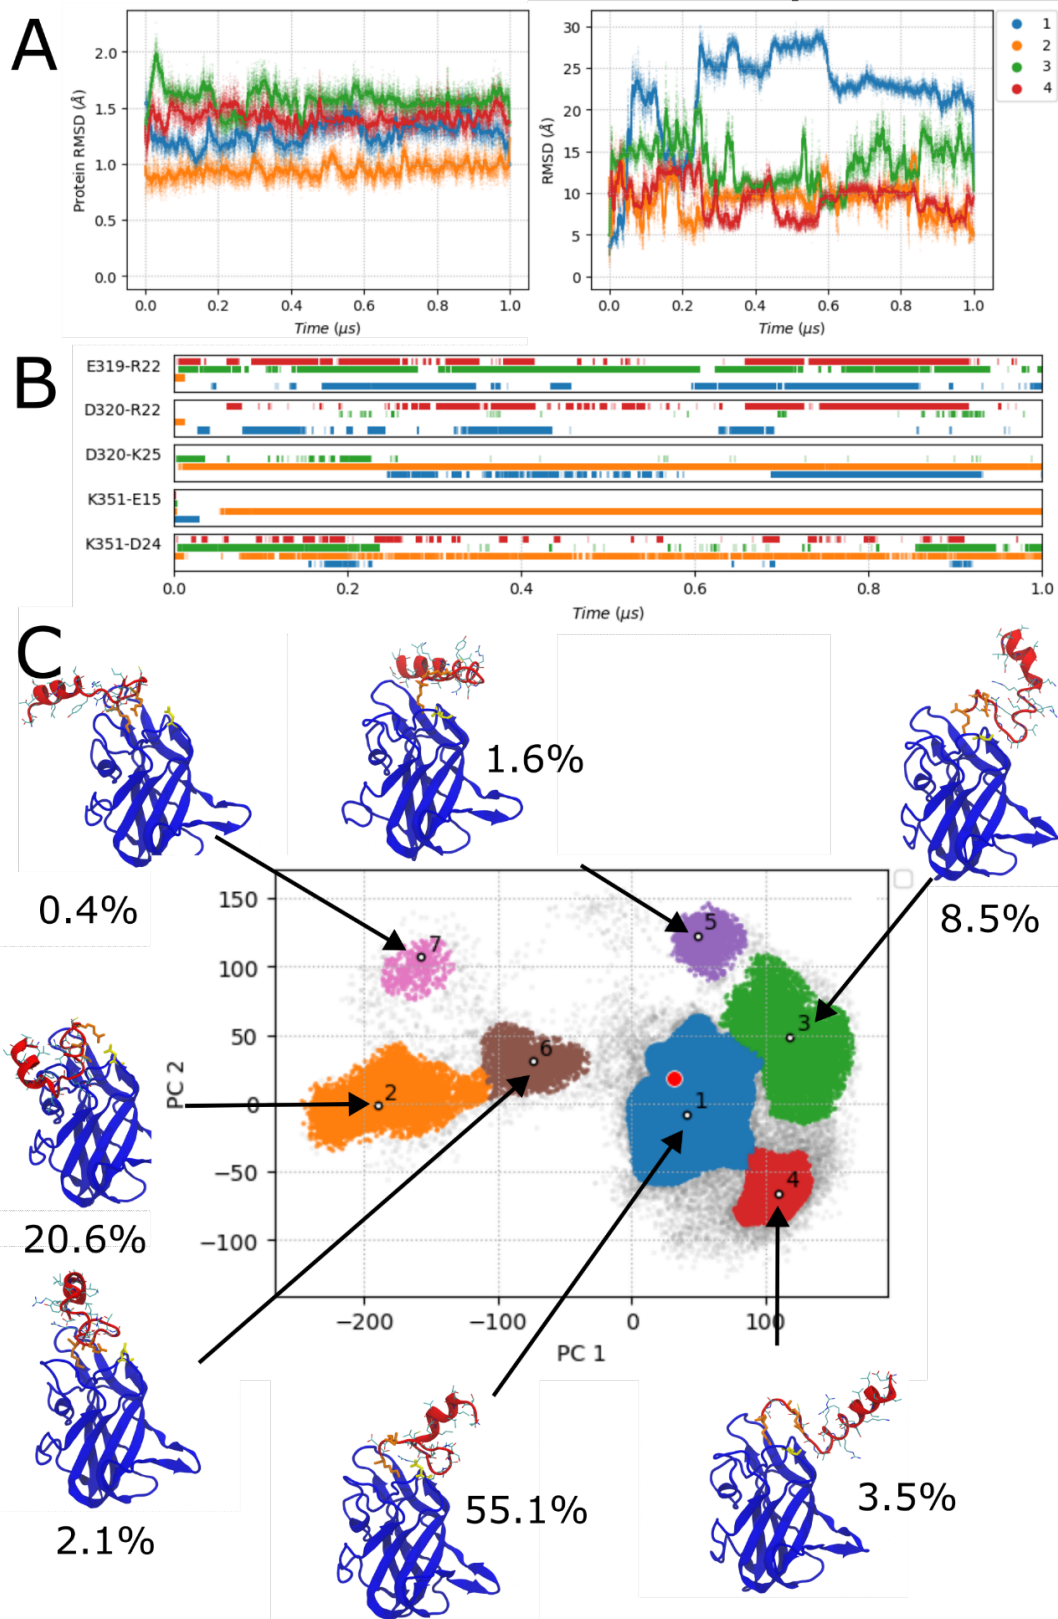 A
2.0
1.5
1.0
0.5
0.0
Protein RMSD (Å)
0.0 0.2 0.4 0.6 0.8 1.0
Time (μs)
30
25
20
15
10
5
0
RMSD (Å)
0.0 0.2 0.4 0.6 0.8 1.0
Time (μs)
1
2
3
4
B
E319-R22
D320-R22
D320-K25
K351-E15
K351-D24
0.0 0.2 0.4 0.6 0.8 1.0
Time (μs)
C
1.6%
0.4%
8.5%
150
100
50
0
−50
−100
PC 2
7
5
3
6
2
1
4
−200 −100 0 100
PC 1
20.6%
2.1%
55.1%
3.5%